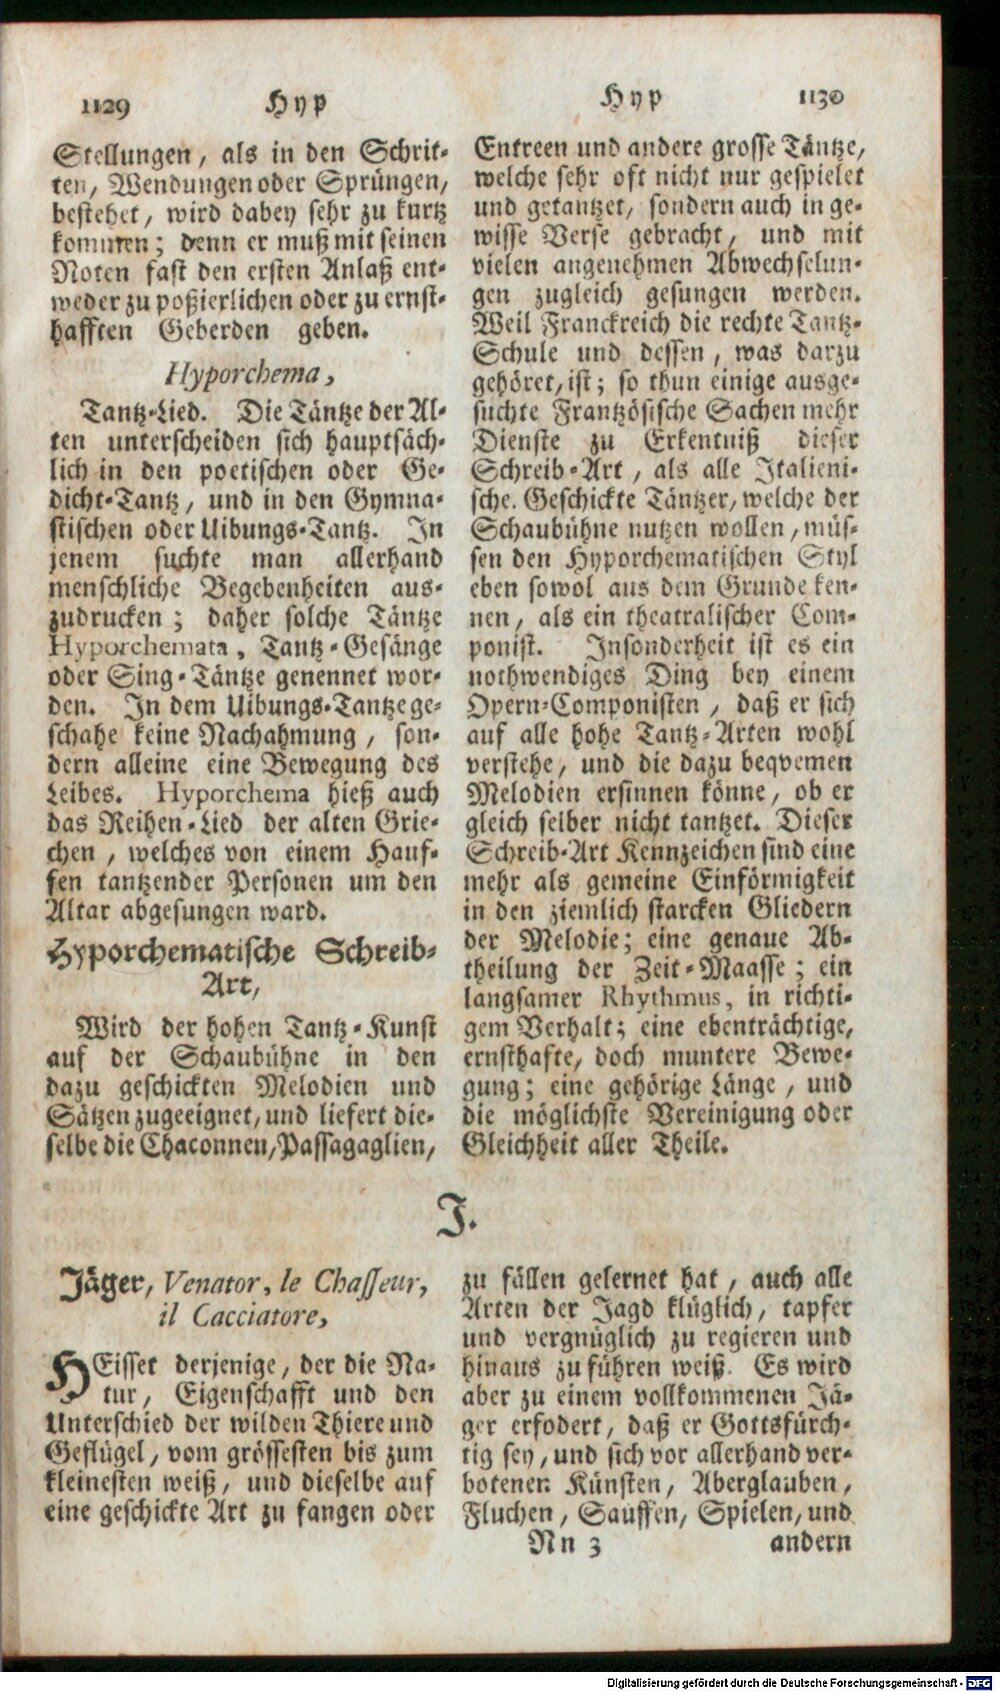 1129 Hyp
Stellungen, als in den Schrit-
ten, Wendungen oder Sprüngen,
bestehet, wird dabey sehr zu kurtz
kommen; denn er muß mit seinen
Noten fast den ersten Anlaß ent-
weder zu poßierlichen oder zu ernst-
hafften Geberden geben.
Hyporchema,
Tantz-Lied. Die Täntze der Al-
ten unterscheiden sich hauptsäch-
lich in den poetischen oder Ge-
dicht-Tantz, und in den Gymna-
stischen oder Uibungs-Tantz. In
jenem suchte man allerhand
menschliche Begebenheiten aus-
zudrucken; daher solche Täntze
Hyporchemata, Tantz-Gesänge
oder Sing-Täntze genennet wor-
den. In dem Uibungs-Tantze ge-
schahe keine Nachahmung, son-
dern alleine eine Bewegung des
Leibes. Hyporchema hieß auch
das Reihen-Lied der alten Grie-
chen, welches von einem Hauf-
fen tantzender Personen um den
Altar abgesungen ward.
Hyporchematische Schreib-
Art,
Wird der hohen Tantz-Kunst
auf der Schaubühne in den
dazu geschickten Melodien und
Sätzen zugeeignet, und liefert die-
selbe die Chaconnen, Passagaglien,
Hyp 1130
Entreen und andere grosse Täntze,
welche sehr oft nicht nur gespielet
und getantzet, sondern auch in ge-
wisse Verse gebracht, und mit
vielen angenehmen Abwechselun-
gen zugleich gesungen werden.
Weil Franckreich die rechte Tantz-
Schule und dessen, was darzu
gehöret, ist; so thun einige ausge-
suchte Frantzösische Sachen mehr
Dienste zu Erkentniß dieser
Schreib-Art, als alle Italieni-
sche. Geschickte Täntzer, welche der
Schaubühne nutzen wollen, müs-
sen den Hyporchematischen Styl
eben sowol aus dem Grunde ken-
nen, als ein theatralischer Com-
ponist. Insonderheit ist es ein
nothwendiges Ding bey einem
Opern-Componisten, daß er sich
auf alle hohe Tantz-Arten wohl
verstehe, und die dazu beqvemen
Melodien ersinnen könne, ob er
gleich selber nicht tantzet. Dieser
Schreib-Art Kennzeichen sind eine
mehr als gemeine Einförmigkeit
in den ziemlich starcken Gliedern
der Melodie; eine genaue Ab-
theilung der Zeit-Maasse; ein
langsamer Rhythmus, in richti-
gem Verhalt; eine ebenträchtige,
ernsthafte, doch muntere Bewe-
gung; eine gehörige Länge, und
die möglichste Vereinigung oder
Gleichheit aller Theile.
J.
Jäger, Venator, le Chasseur,
il Cacciatore,
HEisset derjenige, der die Na-
tur, Eigenschafft und den
Unterschied der wilden Thiere und
Geflügel, vom grössesten bis zum
kleinesten weiß, und dieselbe auf
eine geschickte Art zu fangen oder
zu fällen gelernet hat, auch alle
Arten der Jagd klüglich, tapfer
und vergnüglich zu regieren und
hinaus zu führen weiß. Es wird
aber zu einem vollkommenen Jä-
ger erfodert, daß er Gottsfürch-
tig sey, und sich vor allerhand ver-
botenen Künsten, Aberglauben,
Fluchen, Sauffen, Spielen, und
Nn 3 andern
Digitalisierung gefördert durch die Deutsche Forschungsgemeinschaft - DFG